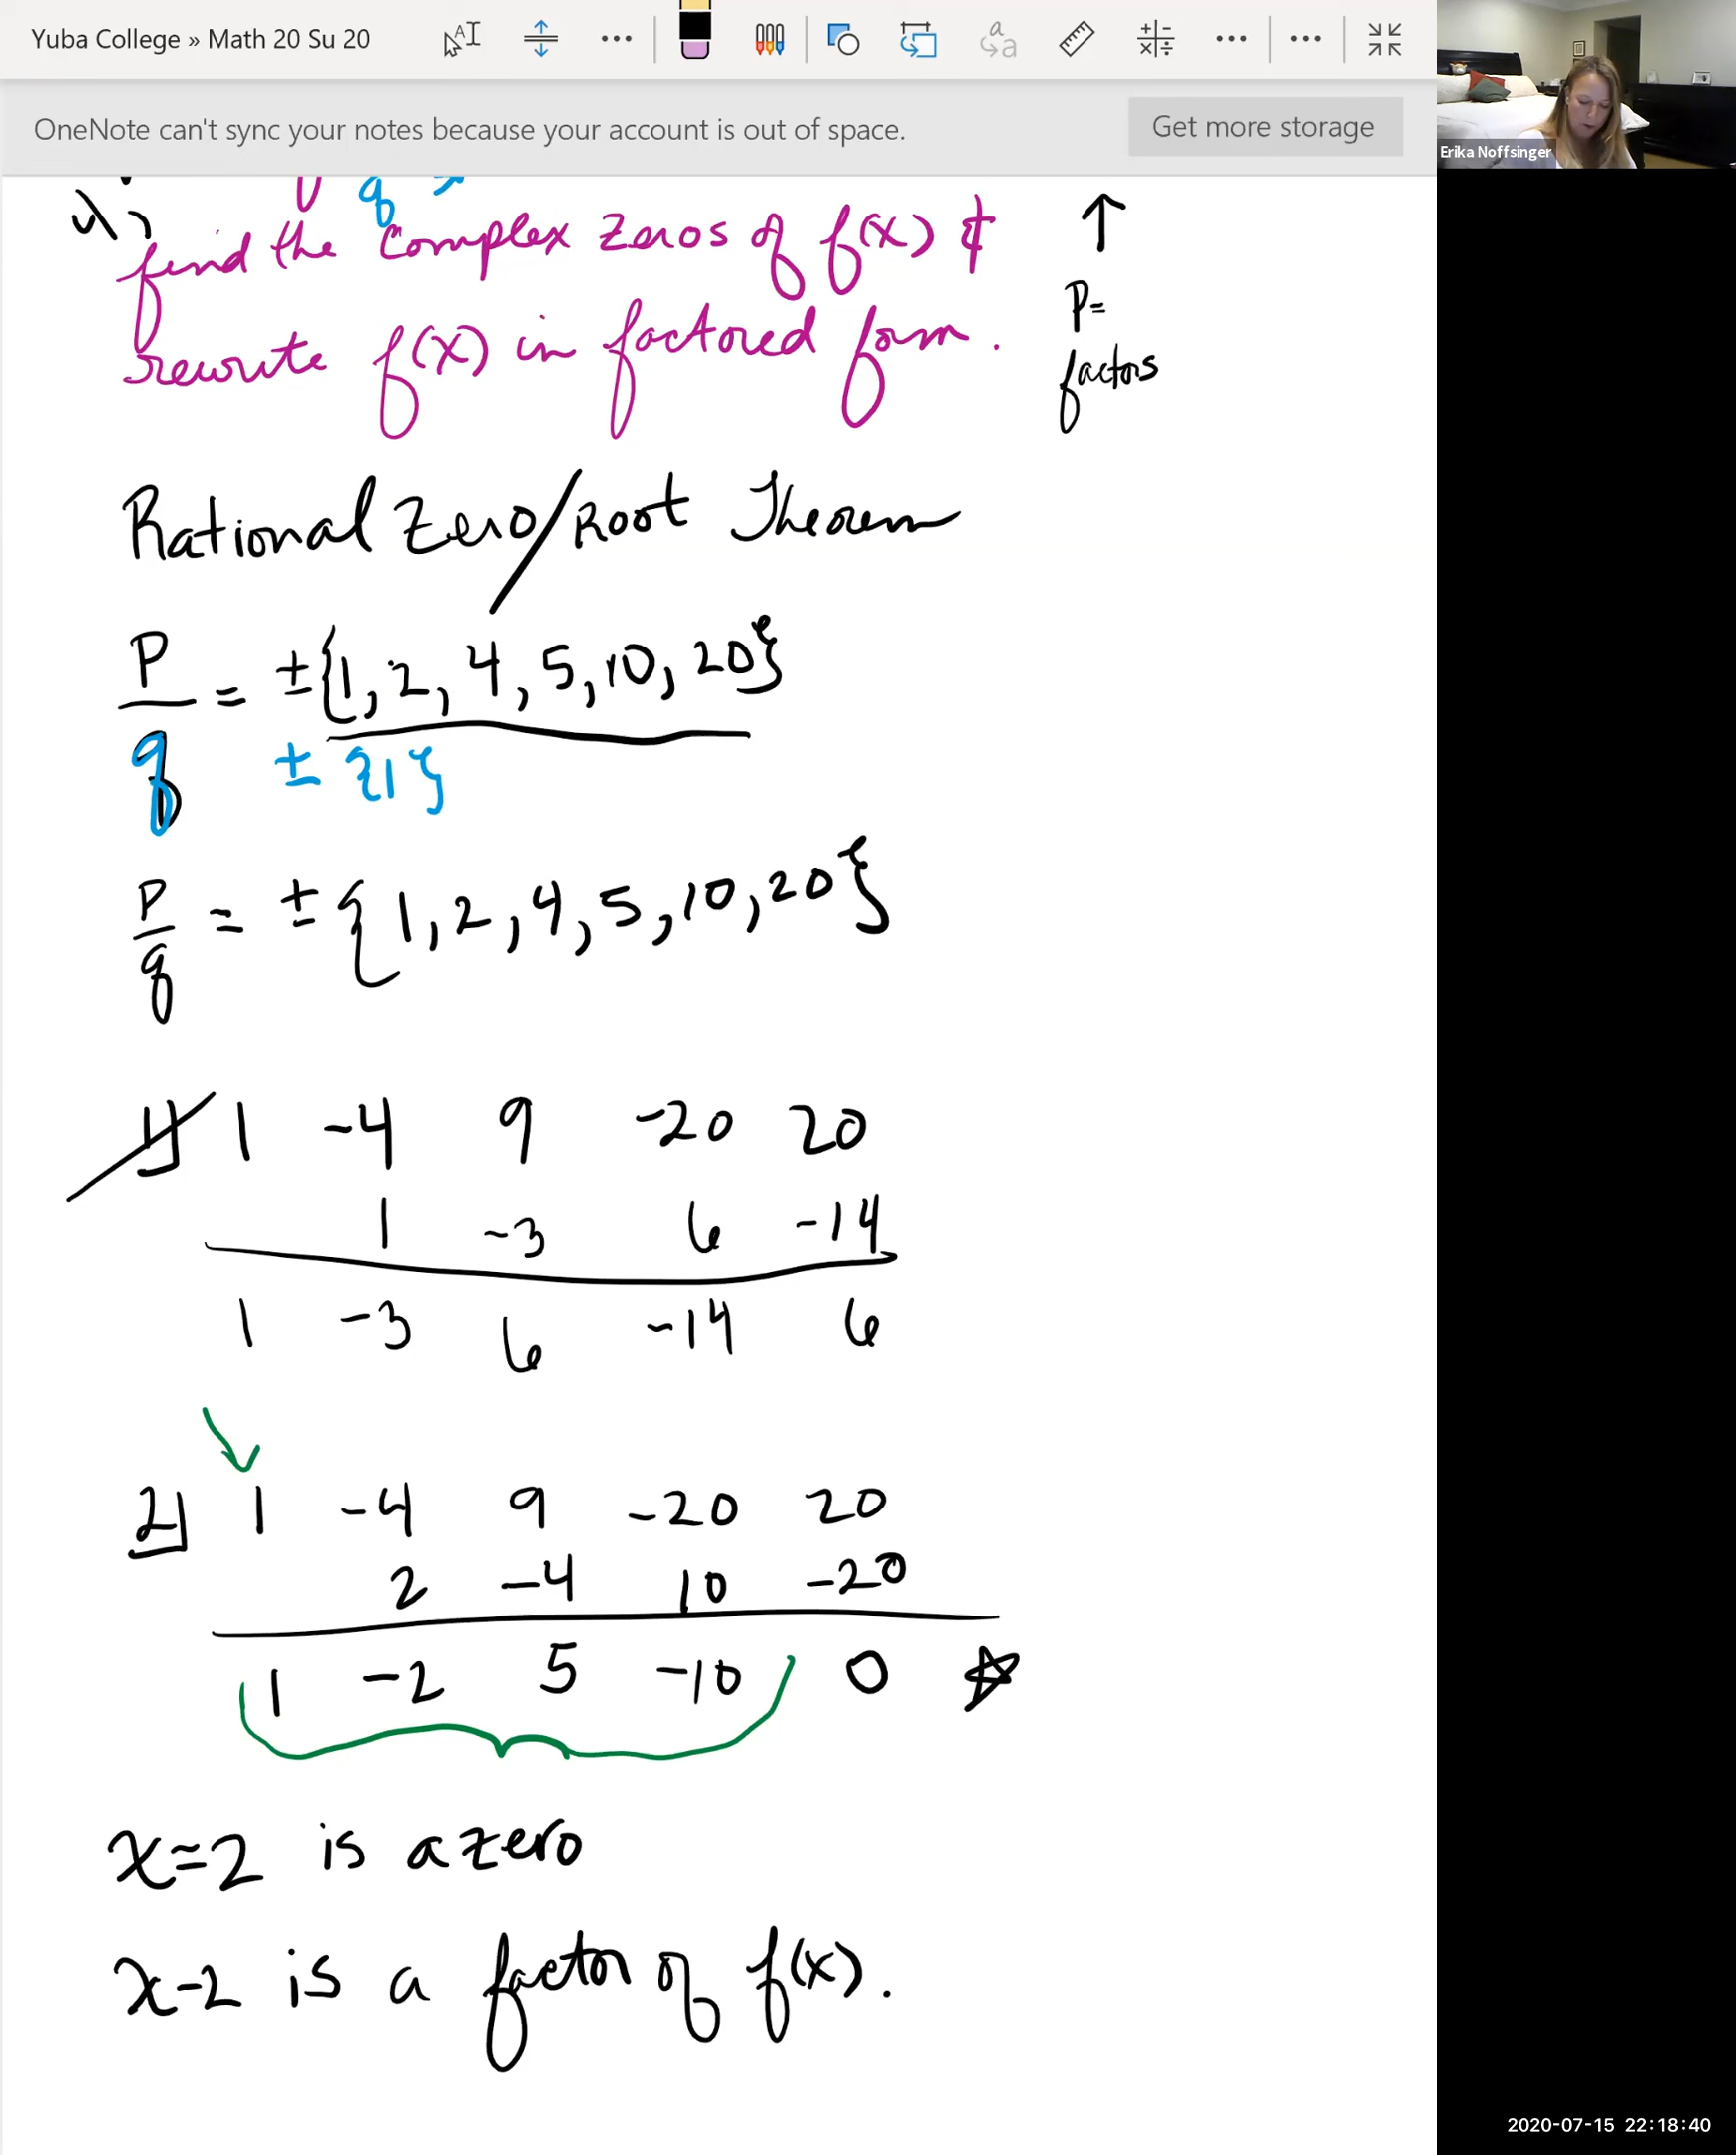 Yuba College » Math 20 Su 20
OneNote can't sync your notes because your account is out of space.
Get more storage
Erika Noffsinger
q
find the complex zeros of f(x) &
rewrite f(x) in factored form.
P=
factors
Rational Zero/Root Theorem
P/q = ±{1, 2, 4, 5, 10, 20}
± {1}
P/q = ± {1, 2, 4, 5, 10, 20}
1| 1 -4 9 -20 20
1 -3 6 -14
1 -3 6 -14 6
2| 1 -4 9 -20 20
2 -4 10 -20
1 -2 5 -10 0
x=2 is a zero
x-2 is a factor of f(x).
2020-07-15 22:18:40